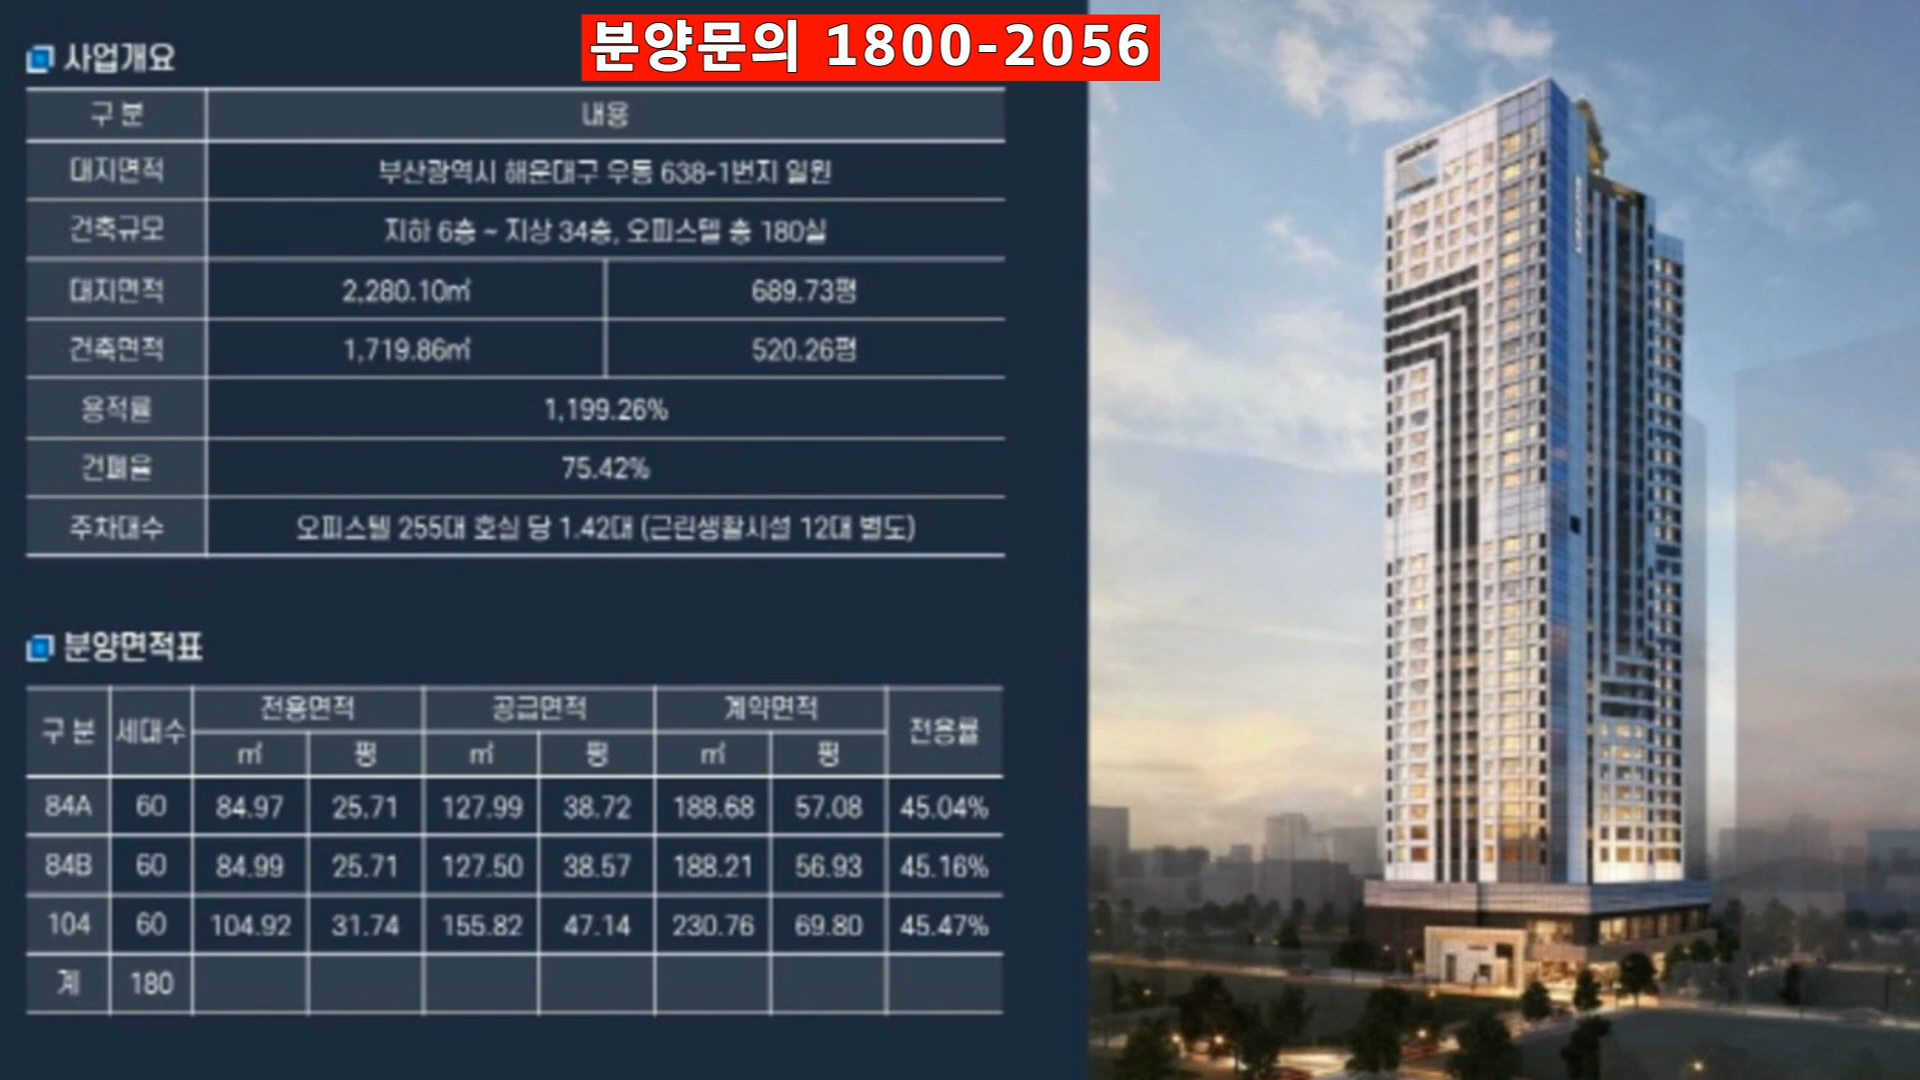 분양문의 1800-2056
사업개요
구 분 내용
대지면적 부산광역시 해운대구 우동 638-1번지 일원
건축규모 지하 6층 ~ 지상 34층, 오피스텔 총 180실
대지면적 2,280.10㎡ 689.73평
건축면적 1,719.86㎡ 520.26평
용적률 1,199.26%
건폐율 75.42%
주차대수 오피스텔 255대 호실 당 1.42대 (근린생활시설 12대 별도)
분양면적표
구 분 세대수 전용면적 공급면적 계약면적 전용률
㎡ 평 ㎡ 평 ㎡ 평
84A 60 84.97 25.71 127.99 38.72 188.68 57.08 45.04%
84B 60 84.99 25.71 127.50 38.57 188.21 56.93 45.16%
104 60 104.92 31.74 155.82 47.14 230.76 69.80 45.47%
계 180